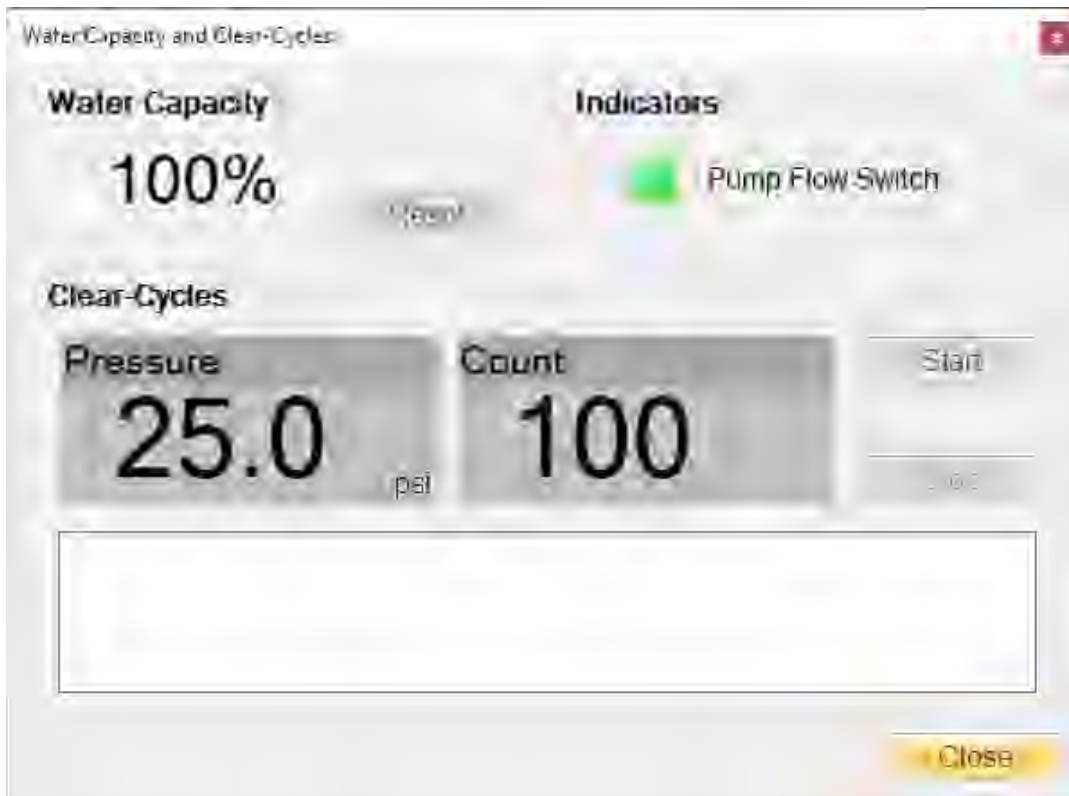 Water Capacity and Clear-Cycles
Water Capacity
Indicators
100%
Pump Flow Switch
Clear-Cycles
Pressure
25.0
psi
Count
100
Start
Close